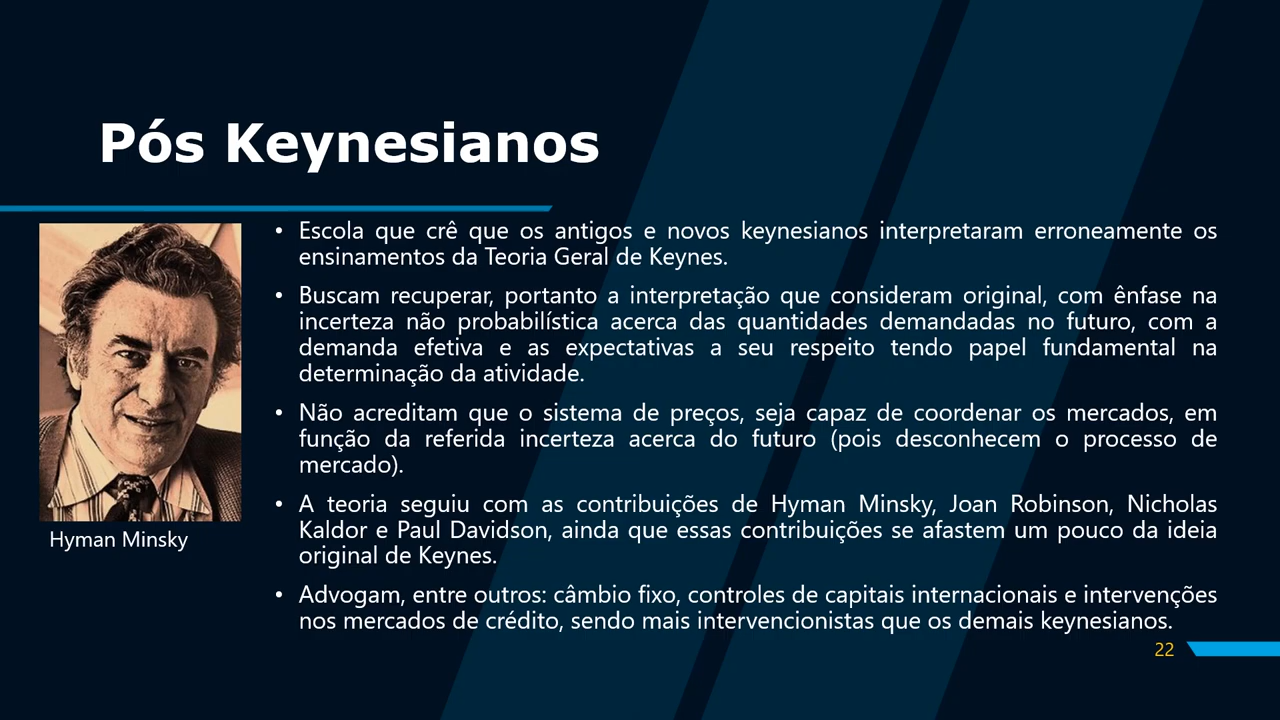 Pós Keynesianos
• Escola que crê que os antigos e novos keynesianos interpretaram erroneamente os
ensinamentos da Teoria Geral de Keynes.
• Buscam recuperar, portanto a interpretação que consideram original, com ênfase na
incerteza não probabilística acerca das quantidades demandadas no futuro, com a
demanda efetiva e as expectativas a seu respeito tendo papel fundamental na
determinação da atividade.
• Não acreditam que o sistema de preços, seja capaz de coordenar os mercados, em
função da referida incerteza acerca do futuro (pois desconhecem o processo de
mercado).
• A teoria seguiu com as contribuições de Hyman Minsky, Joan Robinson, Nicholas
Kaldor e Paul Davidson, ainda que essas contribuições se afastem um pouco da ideia
original de Keynes.
• Advogam, entre outros: câmbio fixo, controles de capitais internacionais e intervenções
nos mercados de crédito, sendo mais intervencionistas que os demais keynesianos.
Hyman Minsky
22